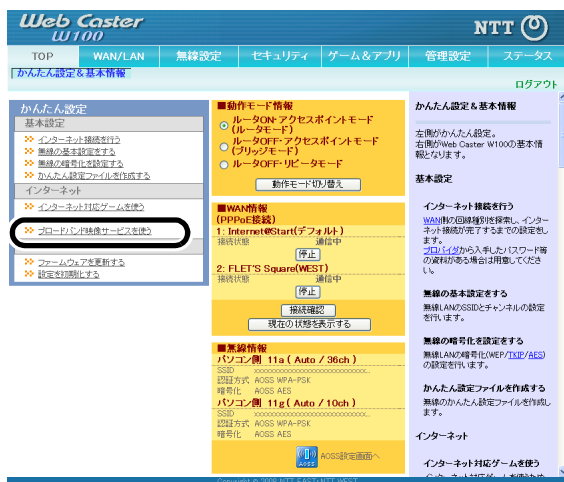 Web Caster
W100
NTT
TOP WAN/LAN 無線設定 セキュリティ ゲーム&アプリ 管理設定 ステータス
かんたん設定&基本情報
ログアウト
かんたん設定
基本設定
インターネット接続を行う
無線の基本設定をする
無線の暗号化を設定する
かんたん設定ファイルを作成する
インターネット
インターネット対応ゲームを使う
ブロードバンド映像サービスを使う
ファームウェアを更新する
設定を初期化する
■動作モード情報
ルータON・アクセスポイントモード
(ルータモード)
ルータOFF・アクセスポイントモード
(ブリッジモード)
ルータOFF・リピータモード
動作モード切り替え
■WAN情報
(PPPoE接続)
1: Internet@Start(デフォルト)
接続状態 通信中
停止
2: FLET'S Square(WEST)
接続状態 通信中
停止
接続確認
現在の状態を表示する
■無線情報
パソコン側 11a ( Auto / 36ch )
SSID
認証方式 AOSS WPA-PSK
暗号化 AOSS AES
パソコン側 11g ( Auto / 10ch )
SSID
認証方式 AOSS WPA-PSK
暗号化 AOSS AES
AOSS AOSS設定画面へ
かんたん設定&基本情報
左側がかんたん設定。
右側がWeb Caster W100の基本情
報となります。
基本設定
インターネット接続を行う
WAN側の回線種別を探索し、インター
ネット接続が完了するまでの設定をし
ます。
プロバイダから入手したパスワード等
の資料がある場合は用意してくださ
い。
無線の基本設定をする
無線LANのSSIDとチャンネルの設定
を行います。
無線の暗号化を設定する
無線LANの暗号化(WEP/TKIP/AES)
の設定を行います。
かんたん設定ファイルを作成する
無線のかんたん設定ファイルを作成し
ます。
インターネット
インターネット対応ゲームを使う